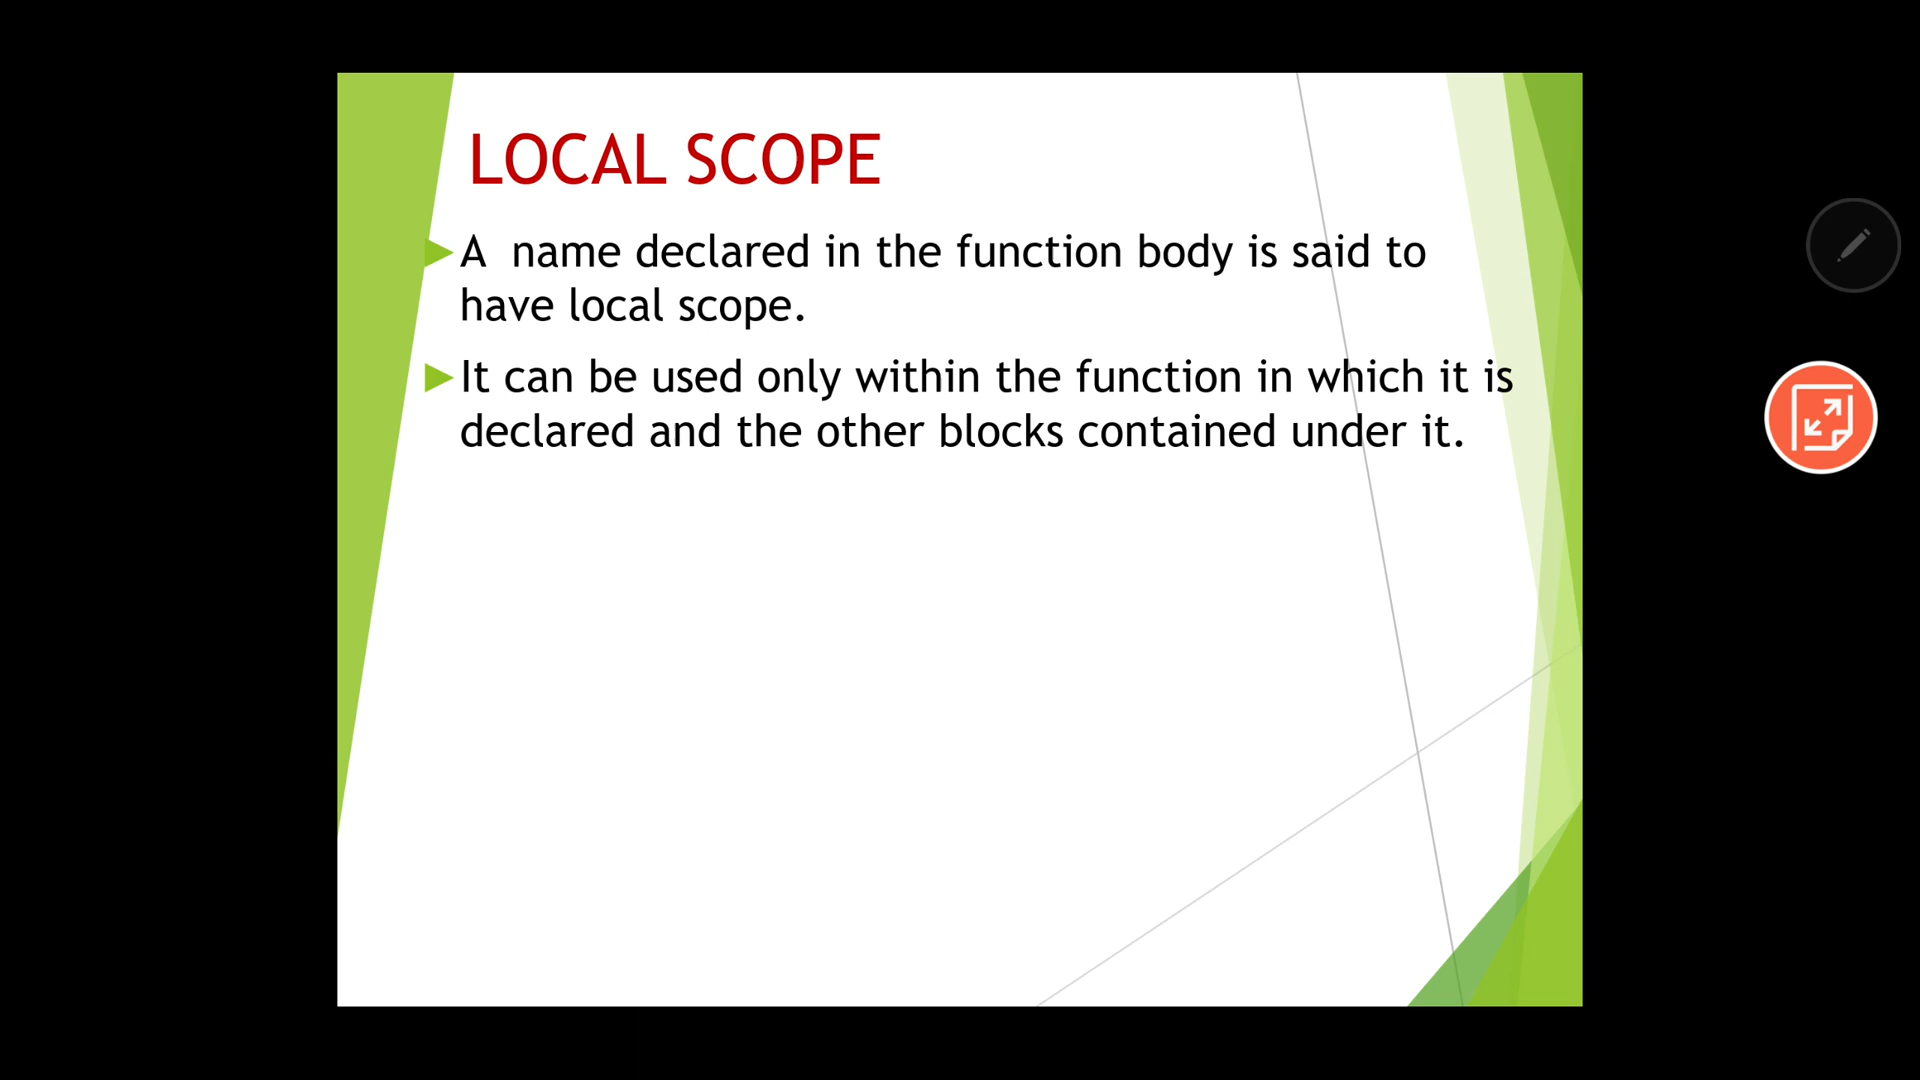 LOCAL SCOPE
A  name declared in the function body is said to
have local scope.
It can be used only within the function in which it is
declared and the other blocks contained under it.